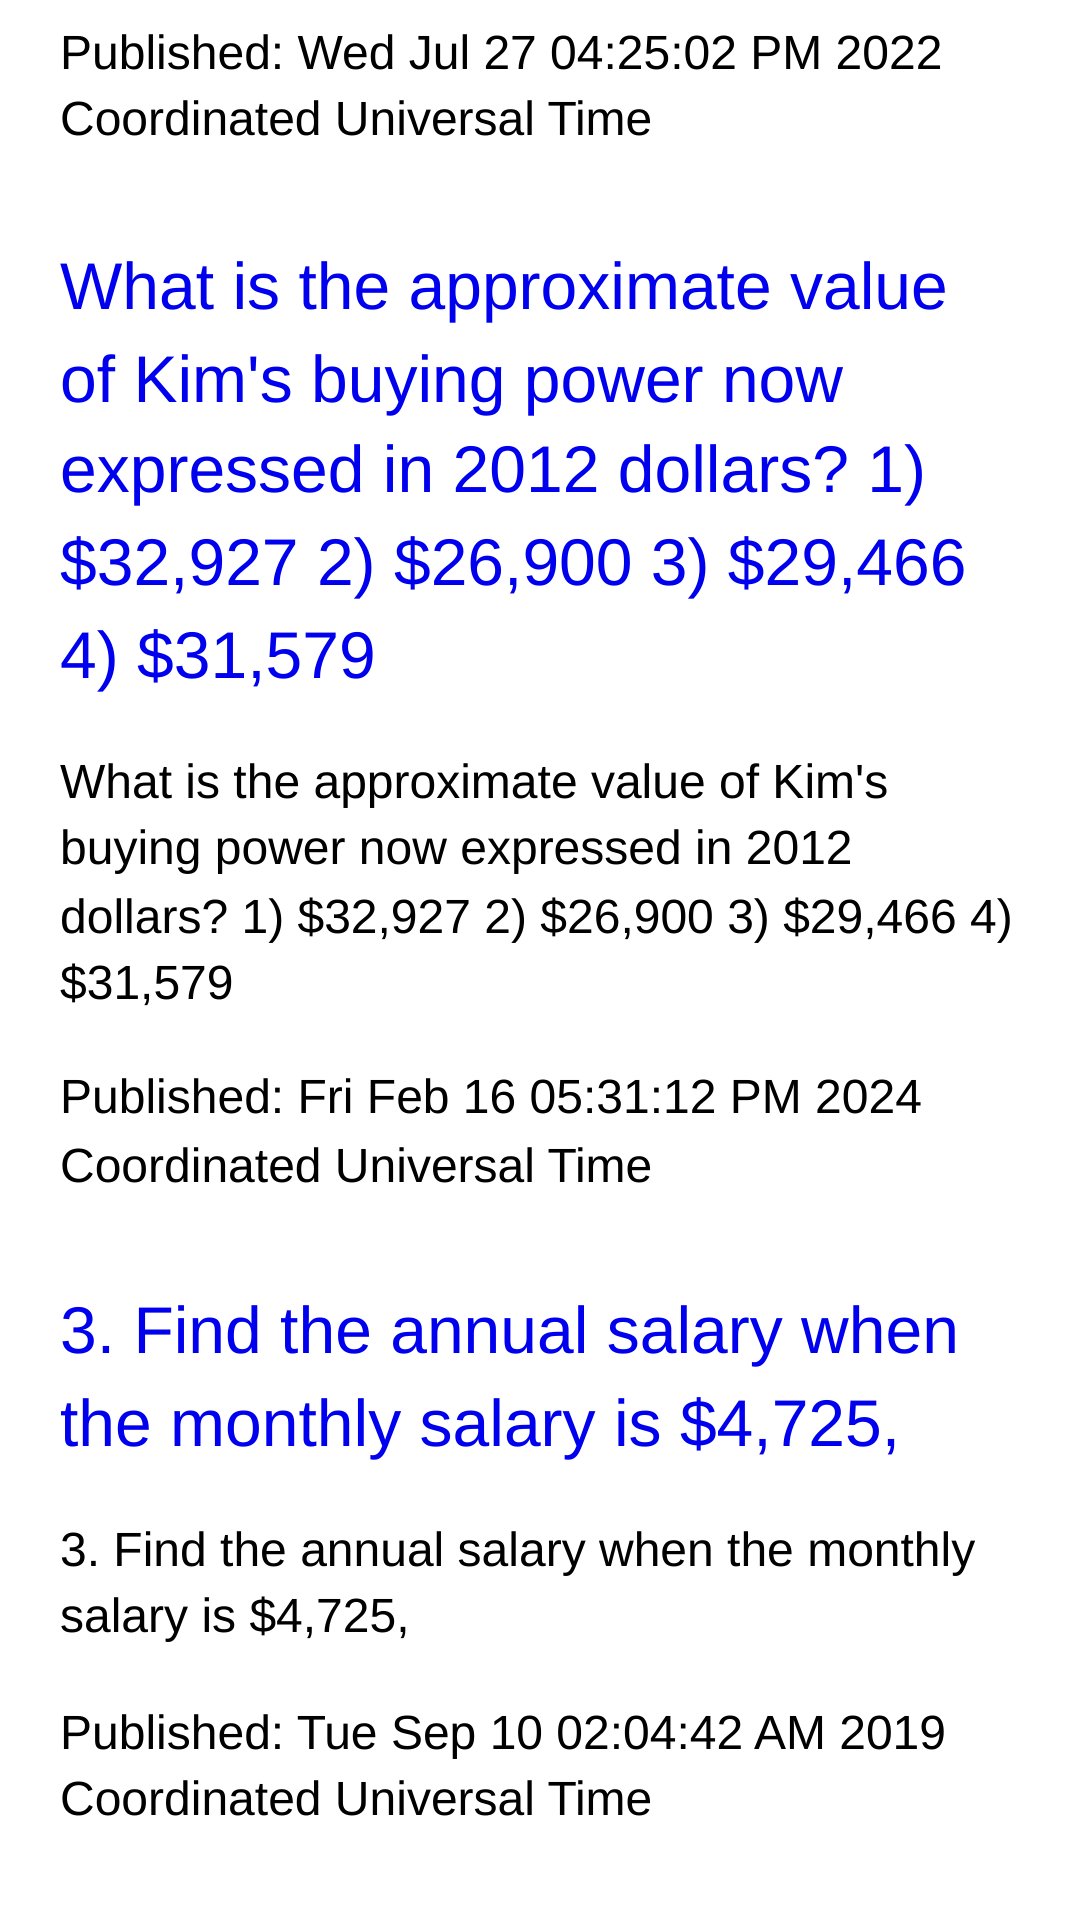 Published: Wed Jul 27 04:25:02 PM 2022
Coordinated Universal Time
What is the approximate value
of Kim's buying power now
expressed in 2012 dollars? 1)
$32,927 2) $26,900 3) $29,466
4) $31,579
What is the approximate value of Kim's
buying power now expressed in 2012
dollars? 1) $32,927 2) $26,900 3) $29,466 4)
$31,579
Published: Fri Feb 16 05:31:12 PM 2024
Coordinated Universal Time
3. Find the annual salary when
the monthly salary is $4,725,
3. Find the annual salary when the monthly
salary is $4,725,
Published: Tue Sep 10 02:04:42 AM 2019
Coordinated Universal Time